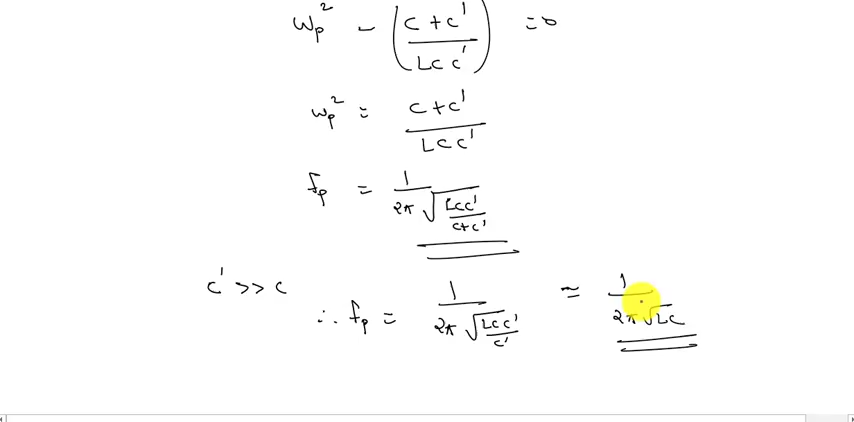 ωp² - (C + C' / LCC') = 0
ωp² = C + C' / LCC'
fp = 1 / 2π √(LCC' / C + C')
C' >> C
∴ fp = 1 / 2π √(LCC' / C') ≈ 1 / 2π √LC